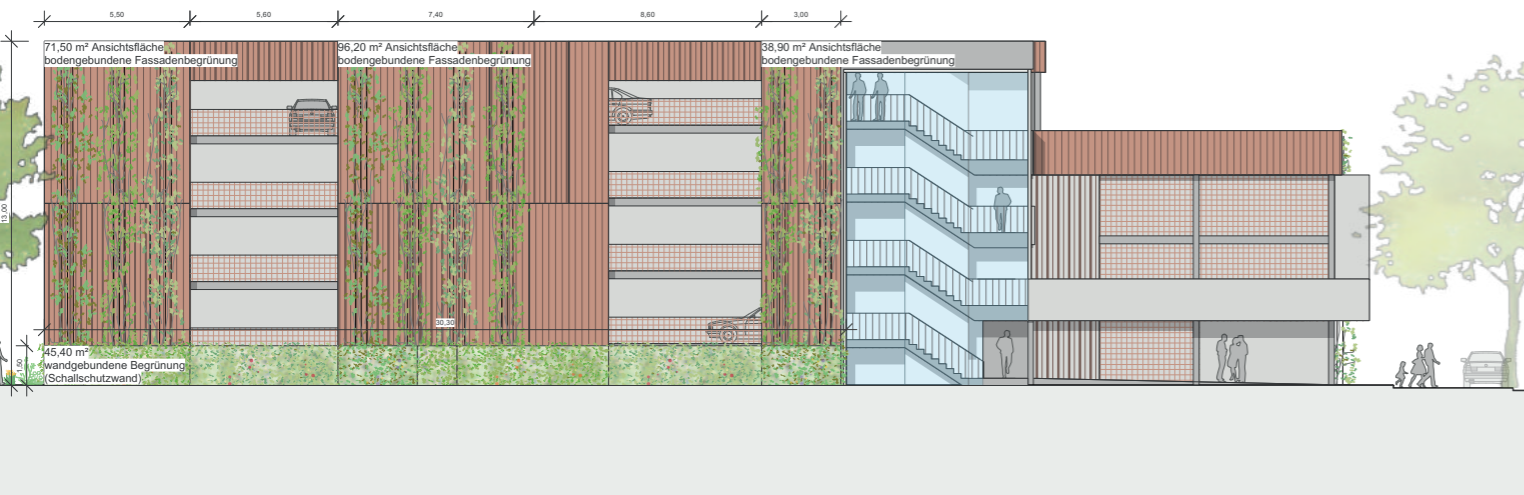 5,50 5,60 7,40 8,60 3,00
71,50 m² Ansichtsfläche
bodengebundene Fassadenbegrünung
96,20 m² Ansichtsfläche
bodengebundene Fassadenbegrünung
38,90 m² Ansichtsfläche
bodengebundene Fassadenbegrünung
13,00
30,30
1,50
45,40 m²
wandgebundene Begrünung
(Schallschutzwand)